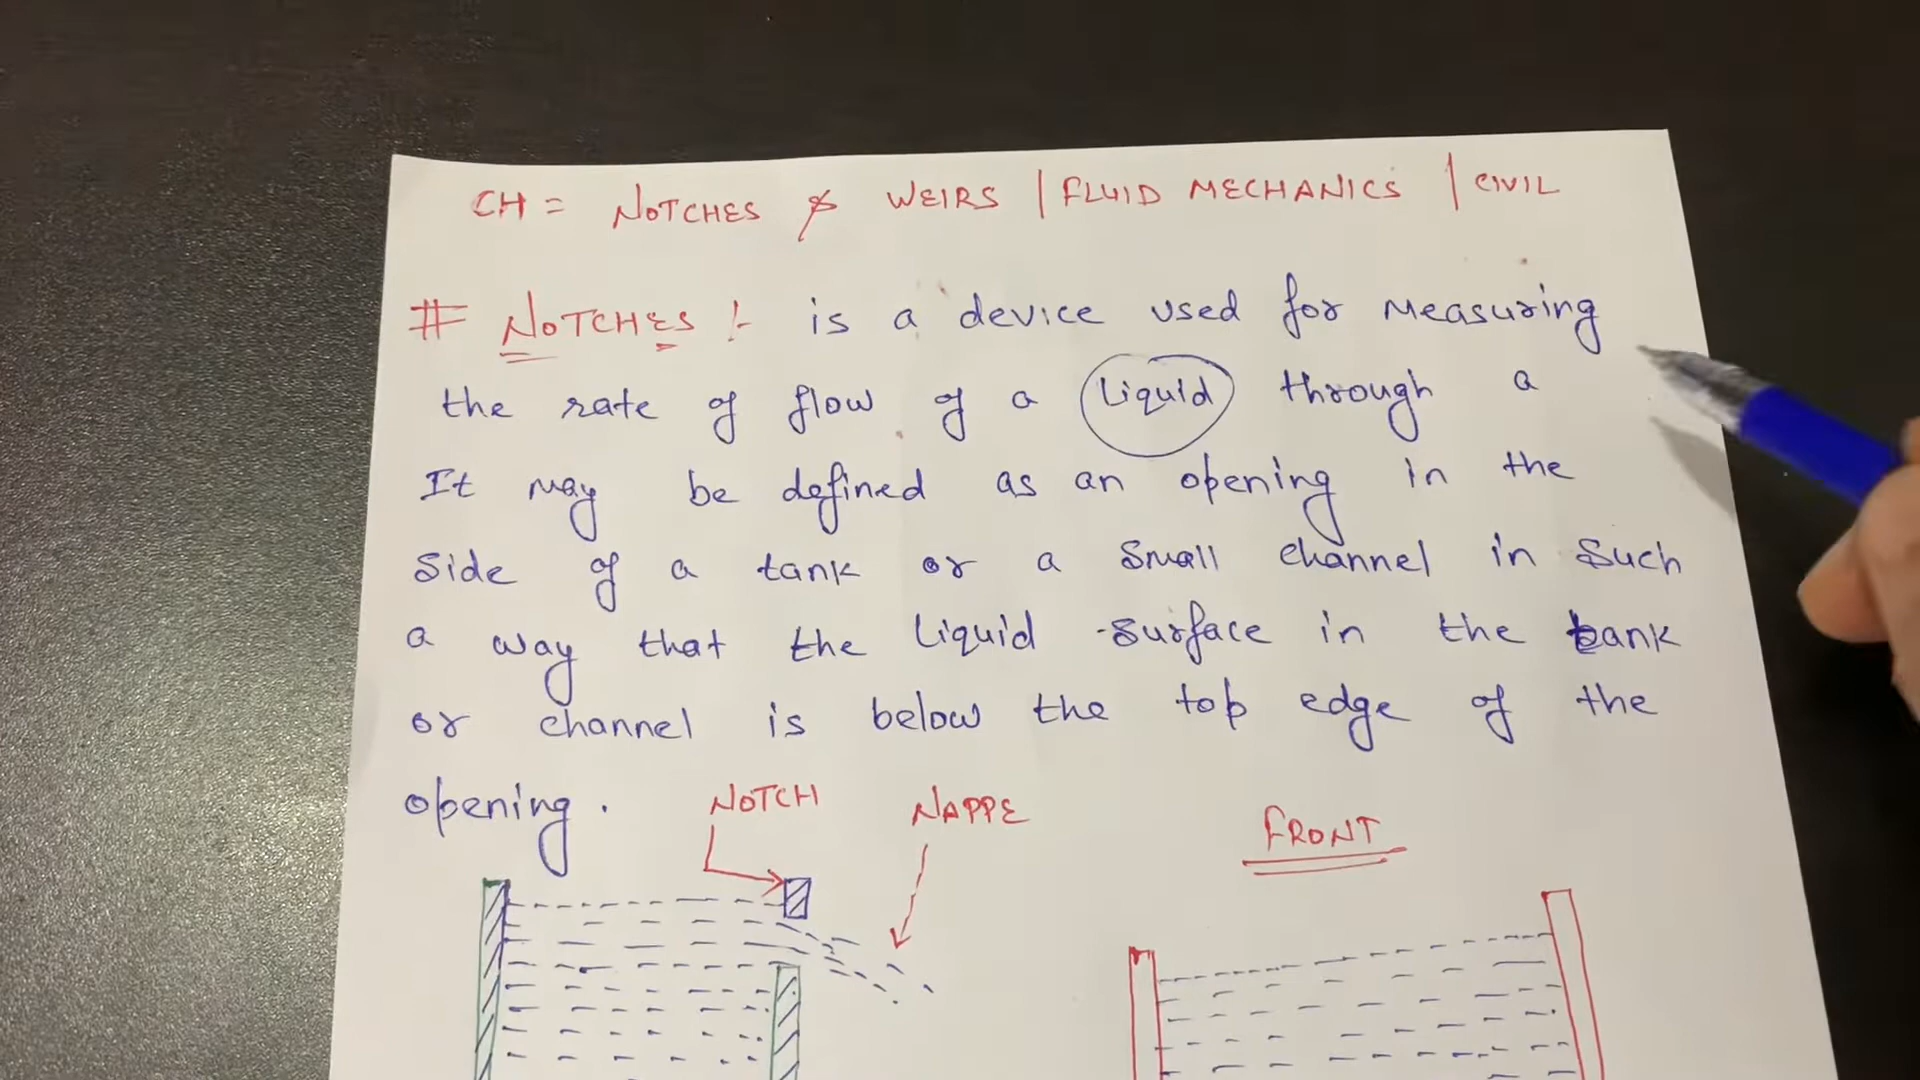 CH = NOTCHES & WEIRS | FLUID MECHANICS | CIVIL
# NOTCHES :- is a device used for measuring
the rate of flow of a liquid through a
It may be defined as an opening in the
side of a tank or a small channel in such
a way that the liquid surface in the tank
or channel is below the top edge of the
opening.
NOTCH
NAPPE
FRONT